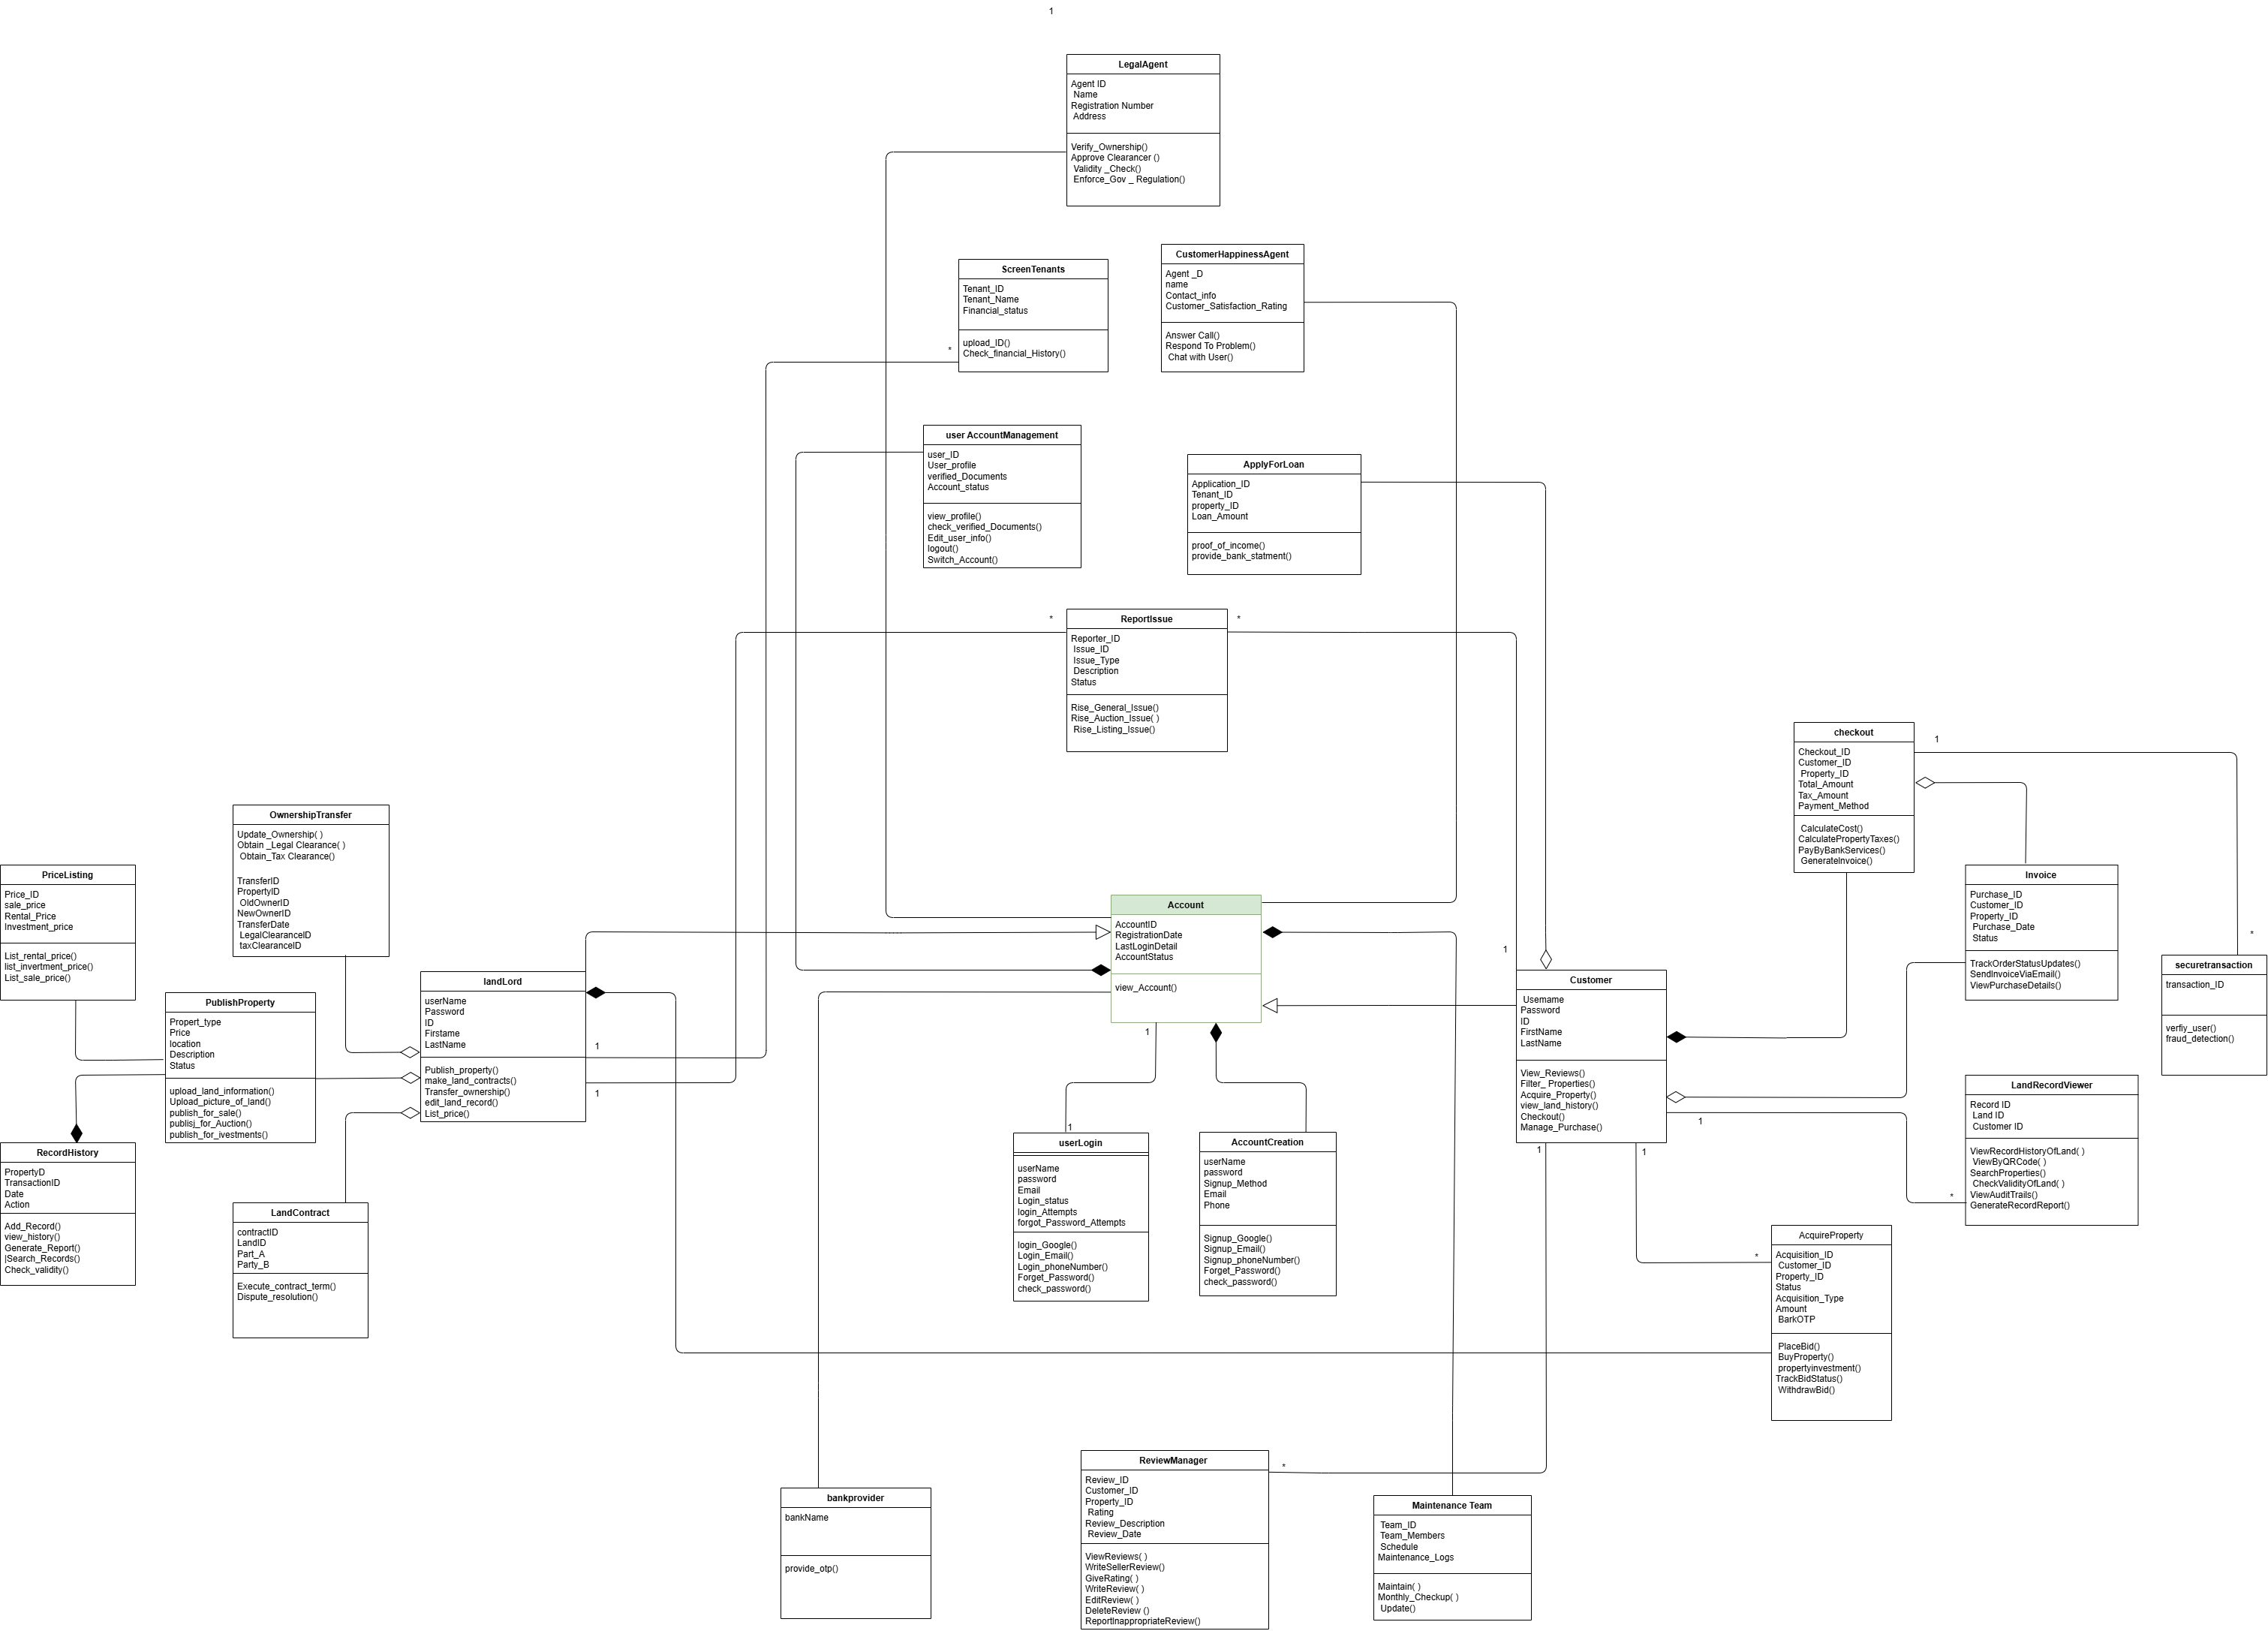 1
LegalAgent
Agent ID
Name
Registration Number
Address
Verify_Ownership()
Approve Clearancer ()
Validity _Check()
Enforce_Gov _ Regulation()
ScreenTenants
Tenant_ID
Tenant_Name
Financial_status
upload_ID()
Check_financial_History()
*
CustomerHappinessAgent
Agent _D
name
Contact_info
Customer_Satisfaction_Rating
Answer Call()
Respond To Problem()
Chat with User()
user AccountManagement
user_ID
User_profile
verified_Documents
Account_status
view_profile()
check_verified_Documents()
Edit_user_info()
logout()
Switch_Account()
ApplyForLoan
Application_ID
Tenant_ID
property_ID
Loan_Amount
proof_of_income()
provide_bank_statment()
*
ReportIssue
*
Reporter_ID
Issue_ID
Issue_Type
Description
Status
Rise_General_Issue()
Rise_Auction_Issue( )
Rise_Listing_Issue()
checkout
1
Checkout_ID
Customer_ID
Property_ID
Total_Amount
Tax_Amount
Payment_Method
CalculateCost()
CalculatePropertyTaxes()
PayByBankServices()
GenerateInvoice()
OwnershipTransfer
Update_Ownership( )
Obtain _Legal Clearance( )
Obtain_Tax Clearance()
TransferID
PropertyID
OldOwnerID
NewOwnerID
TransferDate
LegalClearanceID
taxClearanceID
PriceListing
Price_ID
sale_price
Rental_Price
Investment_price
List_rental_price()
list_invertment_price()
List_sale_price()
Invoice
Purchase_ID
Customer_ID
Property_ID
Purchase_Date
Status
TrackOrderStatusUpdates()
SendInvoiceViaEmail()
ViewPurchaseDetails()
*
securetransaction
transaction_ID
verfiy_user()
fraud_detection()
Account
AccountID
RegistrationDate
LastLoginDetail
AccountStatus
view_Account()
1
1
landLord
userName
Password
ID
Firstame
LastName
Publish_property()
make_land_contracts()
Transfer_ownership()
edit_land_record()
List_price()
1
1
1
Customer
Usemame
Password
ID
FirstName
LastName
View_Reviews()
Filter_ Properties()
Acquire_Property()
view_land_history()
Checkout()
Manage_Purchase()
1
1
1
PublishProperty
Propert_type
Price
location
Description
Status
upload_land_information()
Upload_picture_of_land()
publish_for_sale()
publisj_for_Auction()
publish_for_ivestments()
LandRecordViewer
Record ID
Land ID
Customer ID
ViewRecordHistoryOfLand( )
ViewByQRCode( )
SearchProperties()
CheckValidityOfLand( )
ViewAuditTrails()
GenerateRecordReport()
*
RecordHistory
PropertyD
TransactionID
Date
Action
Add_Record()
view_history()
Generate_Report()
|Search_Records()
Check_validity()
LandContract
contractID
LandID
Part_A
Party_B
Execute_contract_term()
Dispute_resolution()
userLogin
userName
password
Email
Login_status
login_Attempts
forgot_Password_Attempts
login_Google()
Login_Email()
Login_phoneNumber()
Forget_Password()
check_password()
AccountCreation
userName
password
Signup_Method
Email
Phone
Signup_Google()
Signup_Email()
Signup_phoneNumber()
Forget_Password()
check_password()
*
AcquireProperty
Acquisition_ID
Customer_ID
Property_ID
Status
Acquisition_Type
Amount
BarkOTP
PlaceBid()
BuyProperty()
propertyinvestment()
TrackBidStatus()
WithdrawBid()
ReviewManager
*
Review_ID
Customer_ID
Property_ID
Rating
Review_Description
Review_Date
ViewReviews( )
WriteSellerReview()
GiveRating( )
WriteReview( )
EditReview( )
DeleteReview ()
ReportInappropriateReview()
bankprovider
bankName
provide_otp()
Maintenance Team
Team_ID
Team_Members
Schedule
Maintenance_Logs
Maintain( )
Monthly_Checkup( )
Update()